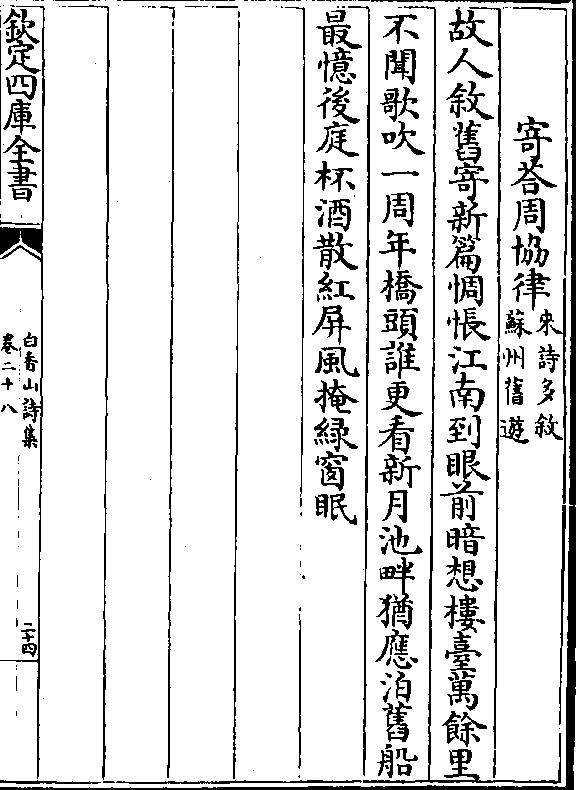 寄荅周協律來詩多敘
蘇州舊遊
故人敘舊寄新篇惆悵江南到眼前暗想樓臺萬餘里
不聞歌吹一周年橋頭誰更看新月池畔猶應泊舊船
最憶後庭杯酒散紅屏風掩綠窗眠
欽定四庫全書
白香山詩集
卷二十八
二十四